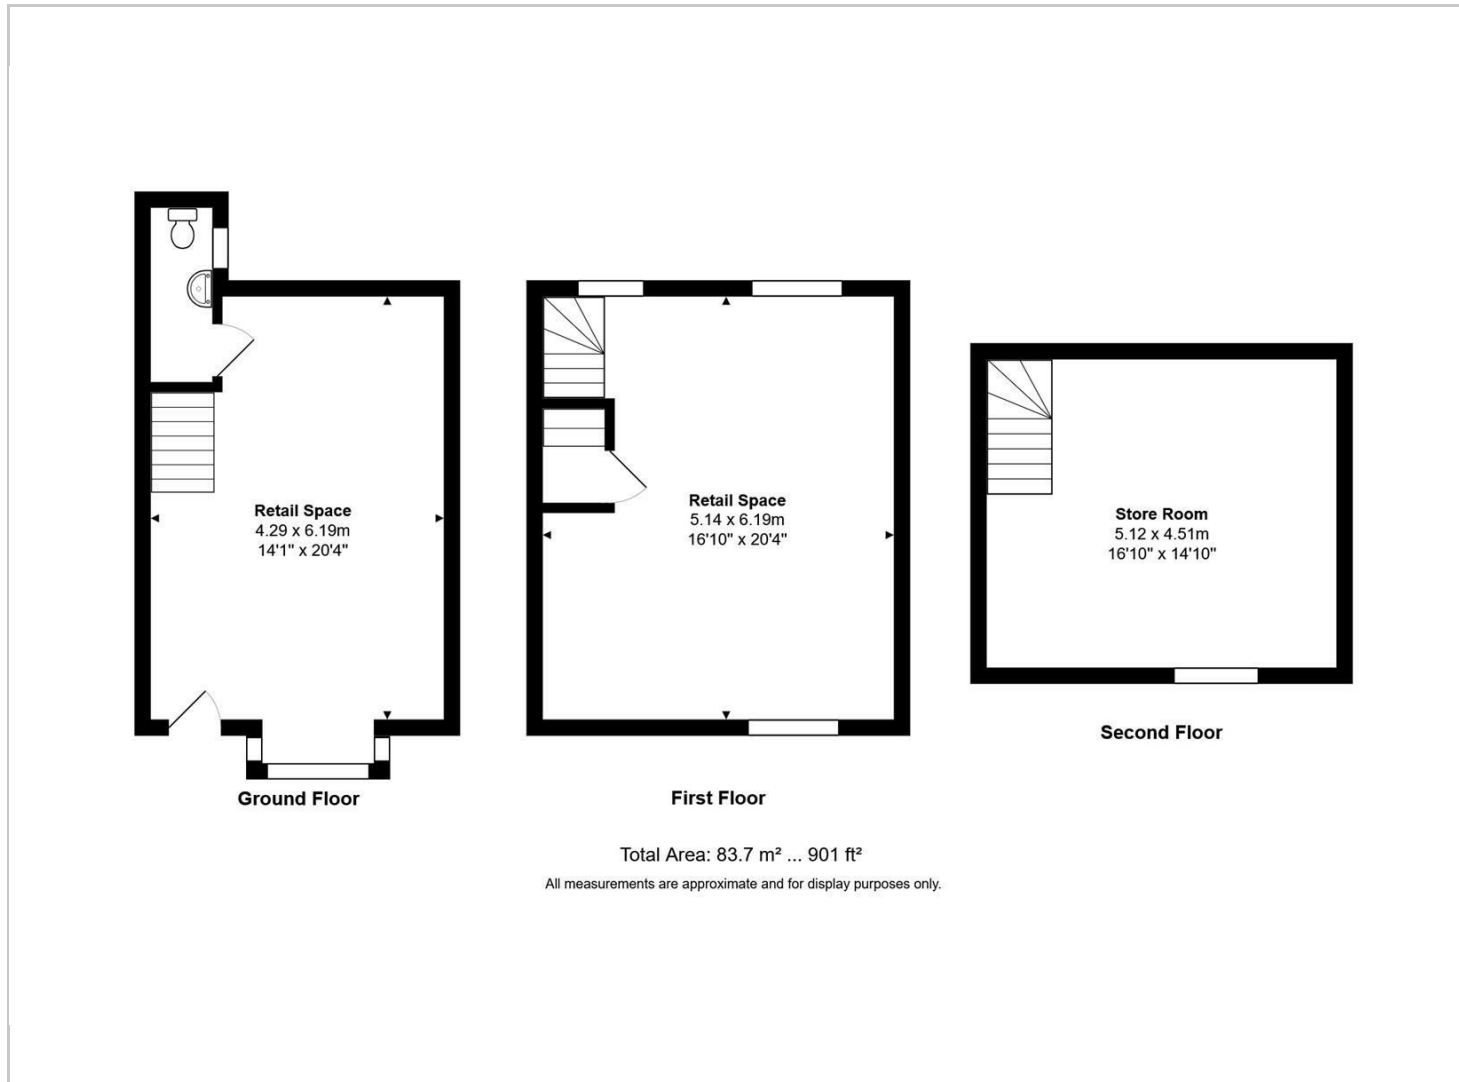 Retail Space
4.29 x 6.19m
14'1" x 20'4"
Ground Floor
Retail Space
5.14 x 6.19m
16'10" x 20'4"
First Floor
Store Room
5.12 x 4.51m
16'10" x 14'10"
Second Floor
Total Area: 83.7 m² ... 901 ft²
All measurements are approximate and for display purposes only.